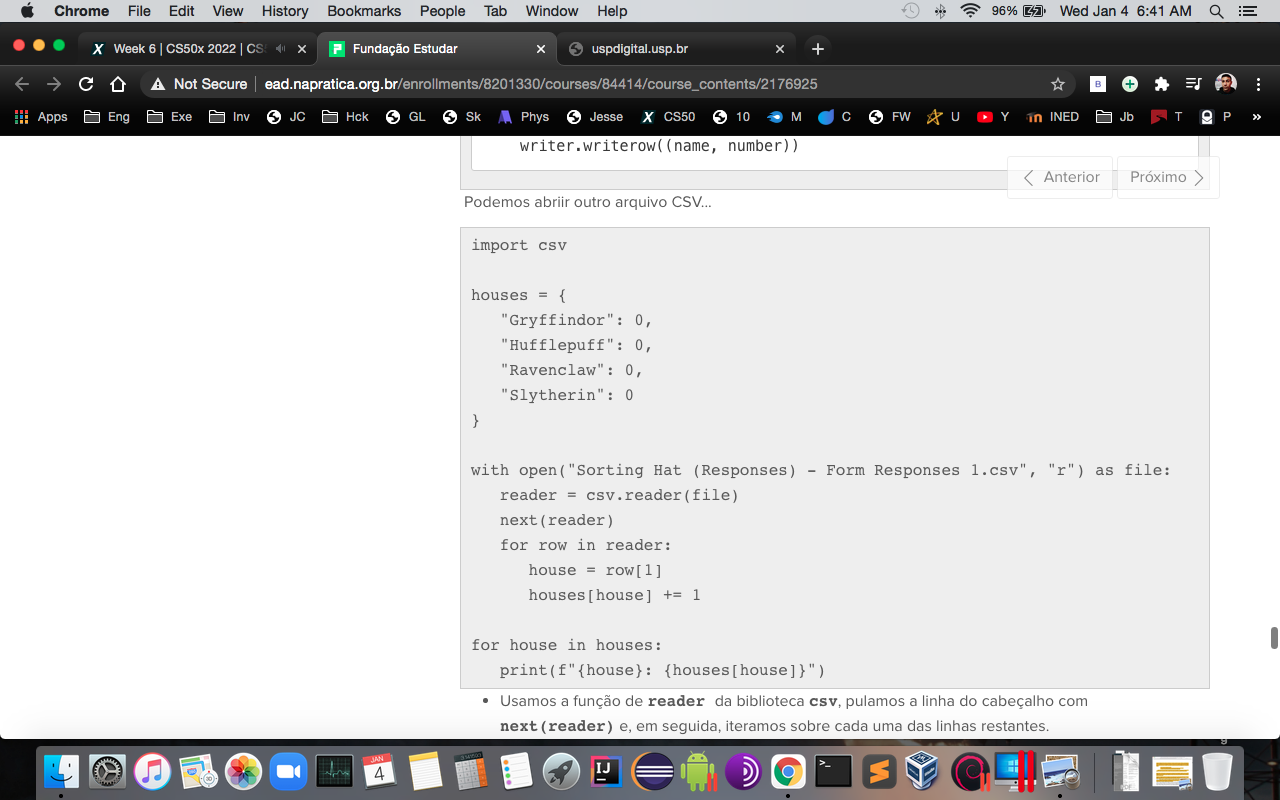 Chrome File Edit View History Bookmarks People Tab Window Help 96% Wed Jan 4 6:41 AM
Week 6 | CS50x 2022 | CS Fundação Estudar uspdigital.usp.br
Not Secure ead.napratica.org.br/enrollments/8201330/courses/84414/course_contents/2176925
Apps Eng Exe Inv JC Hck GL Sk Phys Jesse CS50 10 M C FW U Y INED Jb T P »
writer.writerow((name, number))
Anterior Próximo
Podemos abriir outro arquivo CSV...
import csv
houses = {
"Gryffindor": 0,
"Hufflepuff": 0,
"Ravenclaw": 0,
"Slytherin": 0
}
with open("Sorting Hat (Responses) - Form Responses 1.csv", "r") as file:
reader = csv.reader(file)
next(reader)
for row in reader:
house = row[1]
houses[house] += 1
for house in houses:
print(f"{house}: {houses[house]}")
• Usamos a função de reader da biblioteca csv, pulamos a linha do cabeçalho com
next(reader) e, em seguida, iteramos sobre cada uma das linhas restantes.
JAN
4
IJ